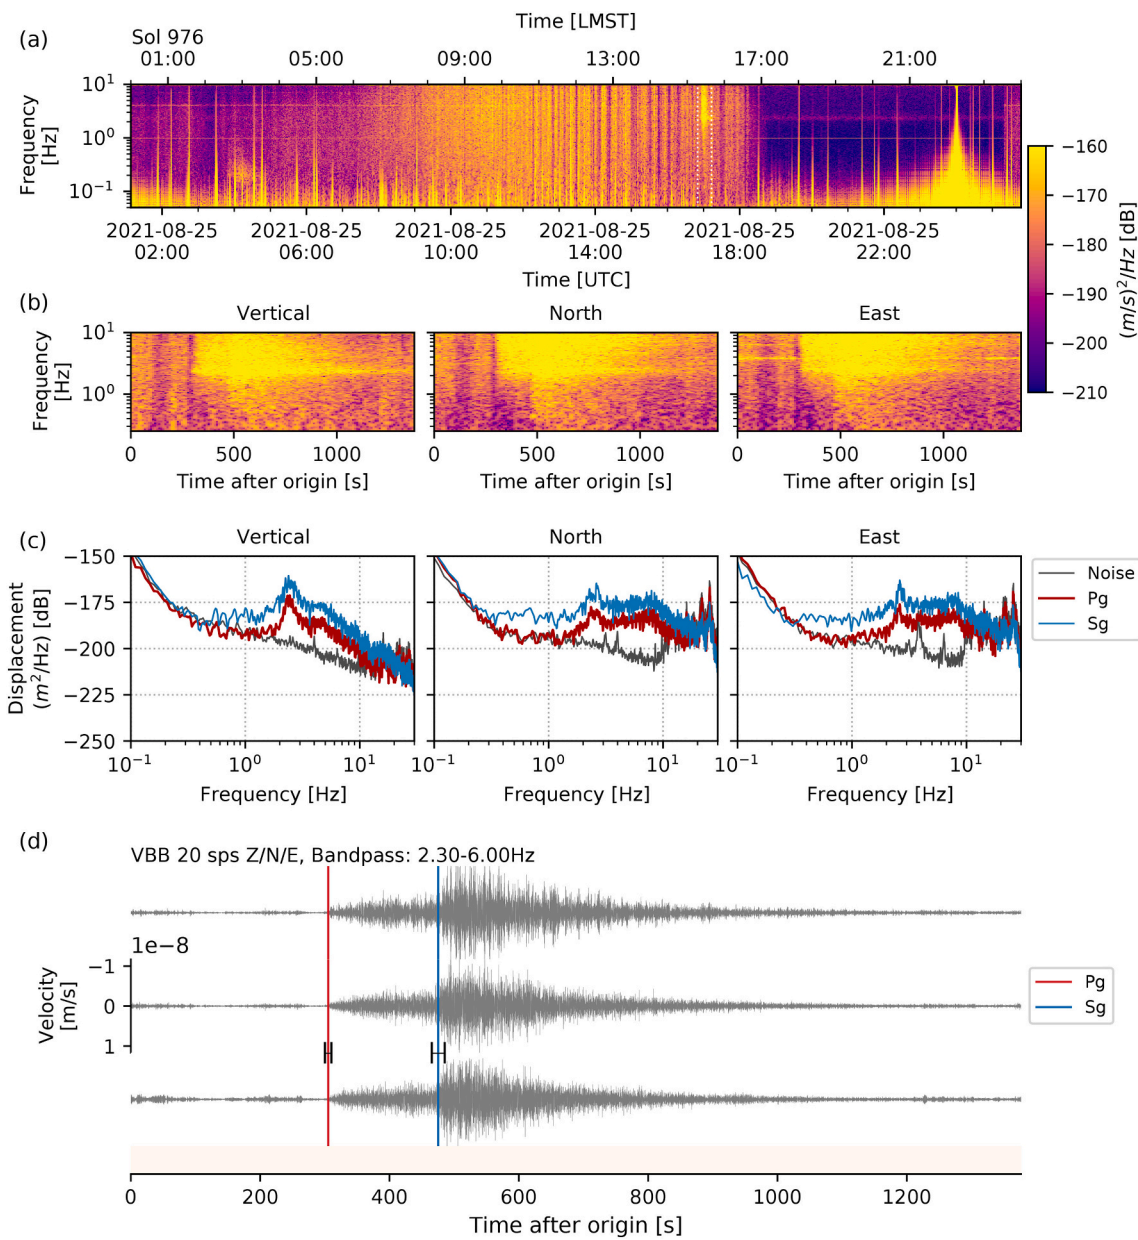 Time [LMST]
(a)
Sol 976
01:00 05:00 09:00 13:00 17:00 21:00
Frequency
[Hz]
10¹
10⁰
10⁻¹
2021-08-25 2021-08-25 2021-08-25 2021-08-25 2021-08-25 2021-08-25
02:00 06:00 10:00 14:00 18:00 22:00
Time [UTC]
−160
−170
−180
−190
−200
−210
(m/s)²/Hz [dB]
(b)
Vertical North East
Frequency
[Hz]
10¹
10⁰
0 500 1000 0 500 1000 0 500 1000
Time after origin [s] Time after origin [s] Time after origin [s]
(c)
Vertical North East
Displacement
(m²/Hz) [dB]
−150
−175
−200
−225
−250
10⁻¹ 10⁰ 10¹ 10⁻¹ 10⁰ 10¹ 10⁻¹ 10⁰ 10¹
Frequency [Hz] Frequency [Hz] Frequency [Hz]
Noise
Pg
Sg
(d)
VBB 20 sps Z/N/E, Bandpass: 2.30-6.00Hz
1e−8
Velocity
[m/s]
−1
0
1
Pg
Sg
0 200 400 600 800 1000 1200
Time after origin [s]